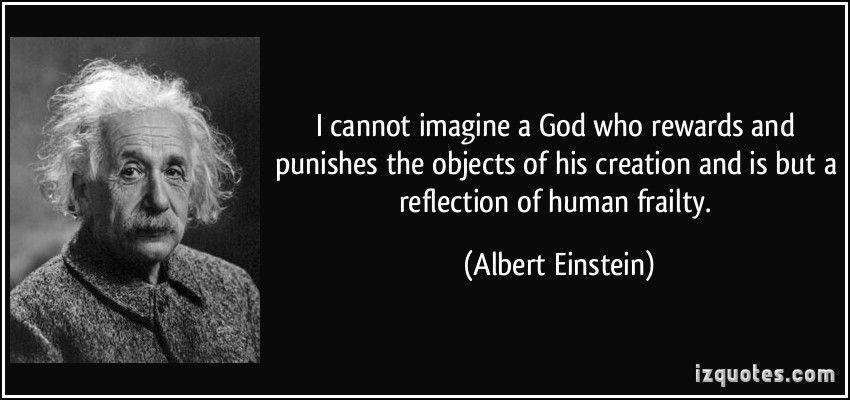 I cannot imagine a God who rewards and
punishes the objects of his creation and is but a
reflection of human frailty.
(Albert Einstein)
izquotes.com